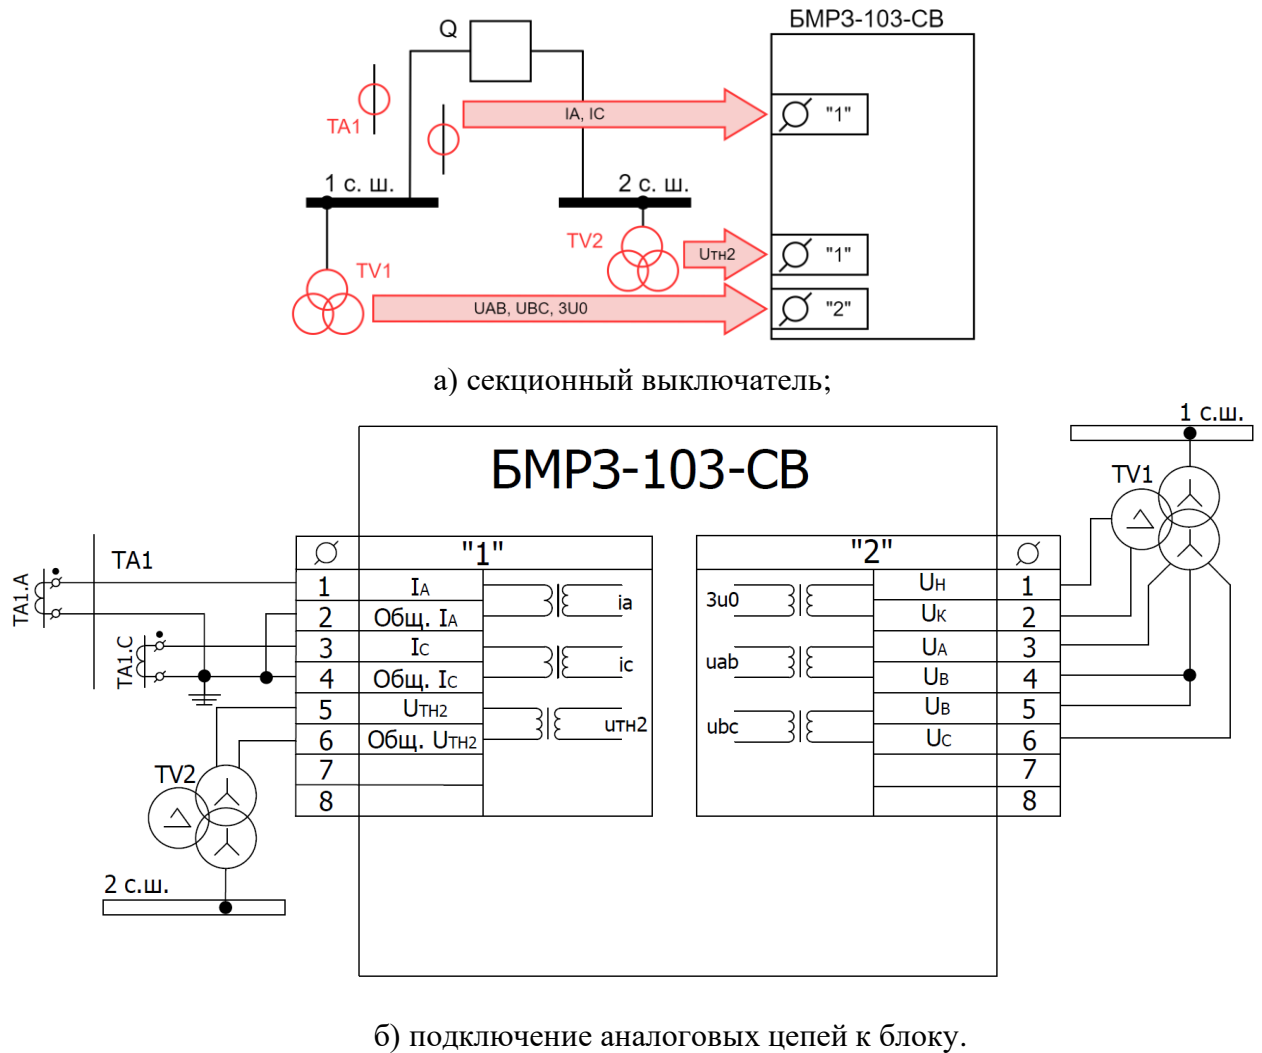 БМРЗ-103-СВ
Q
"1"
IA, IC
TA1
1 с. ш.
2 с. ш.
TV2
Uтн2
"1"
TV1
UAB, UBC, 3U0
"2"
а) секционный выключатель;
1 с.ш.
БМРЗ-103-СВ
TV1
TA1
"1"
"2"
TA1.A
1 IA ia
2 Общ. IA
TA1.C
3 IC ic
4 Общ. IC
5 UТН2 uтн2
6 Общ. UТН2
7
8
3u0 UН 1
UК 2
uab UA 3
UB 4
ubc UB 5
UC 6
7
8
TV2
2 с.ш.
б) подключение аналоговых цепей к блоку.